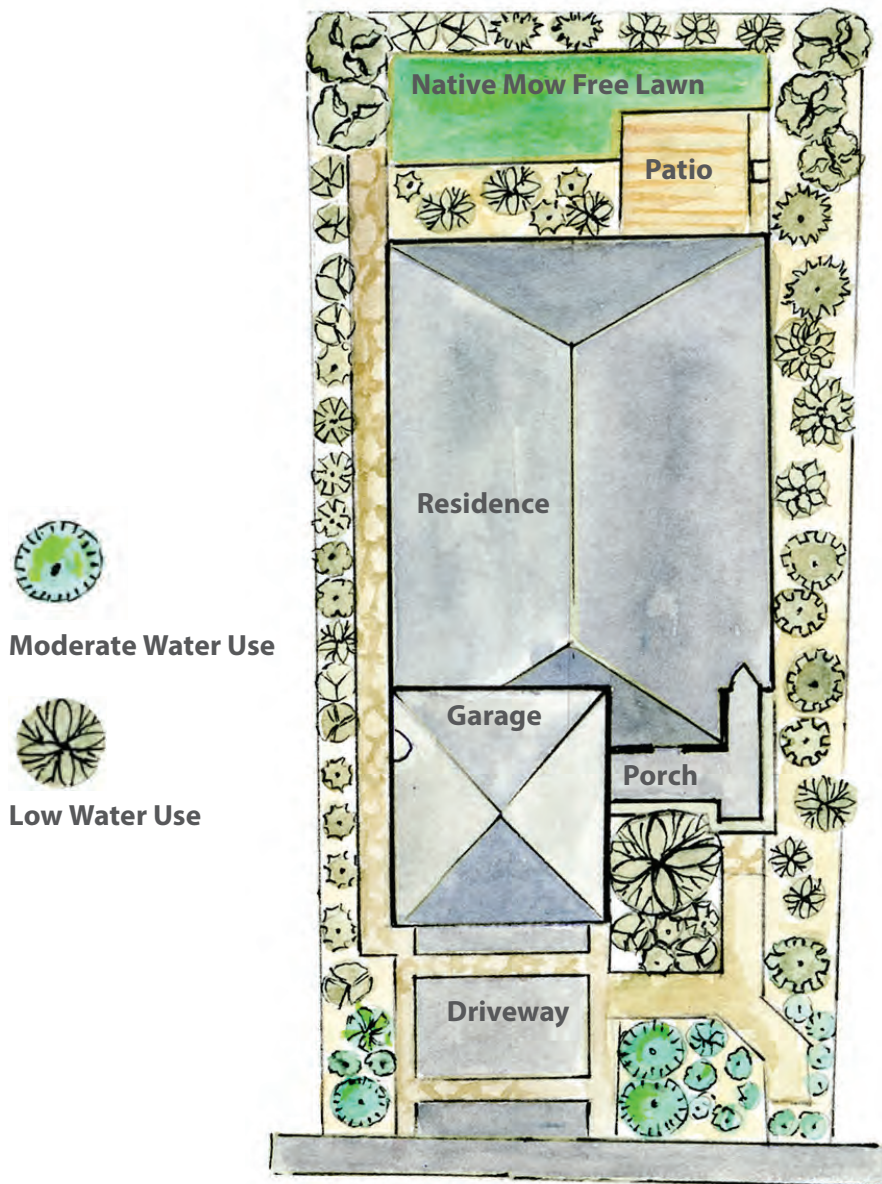 Native Mow Free Lawn
Patio
Residence
Moderate Water Use
Garage
Porch
Low Water Use
Driveway